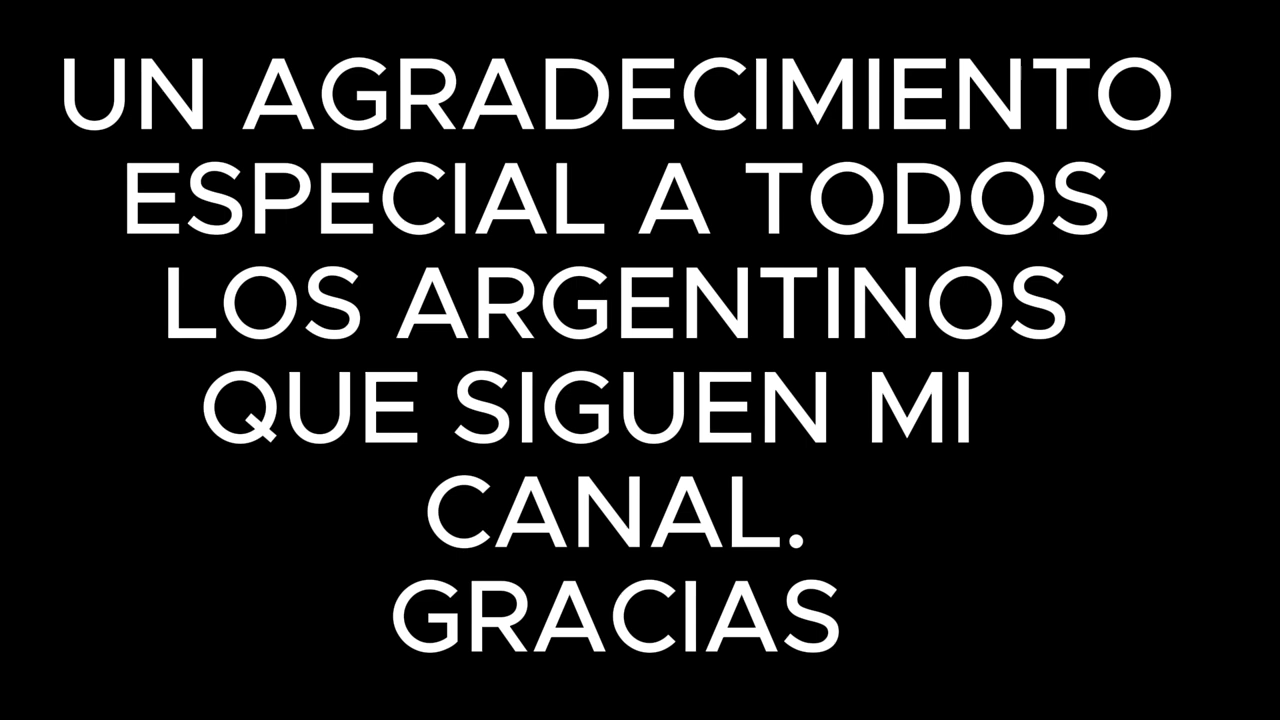 UN AGRADECIMIENTO
ESPECIAL A TODOS
LOS ARGENTINOS
QUE SIGUEN MI
CANAL.
GRACIAS